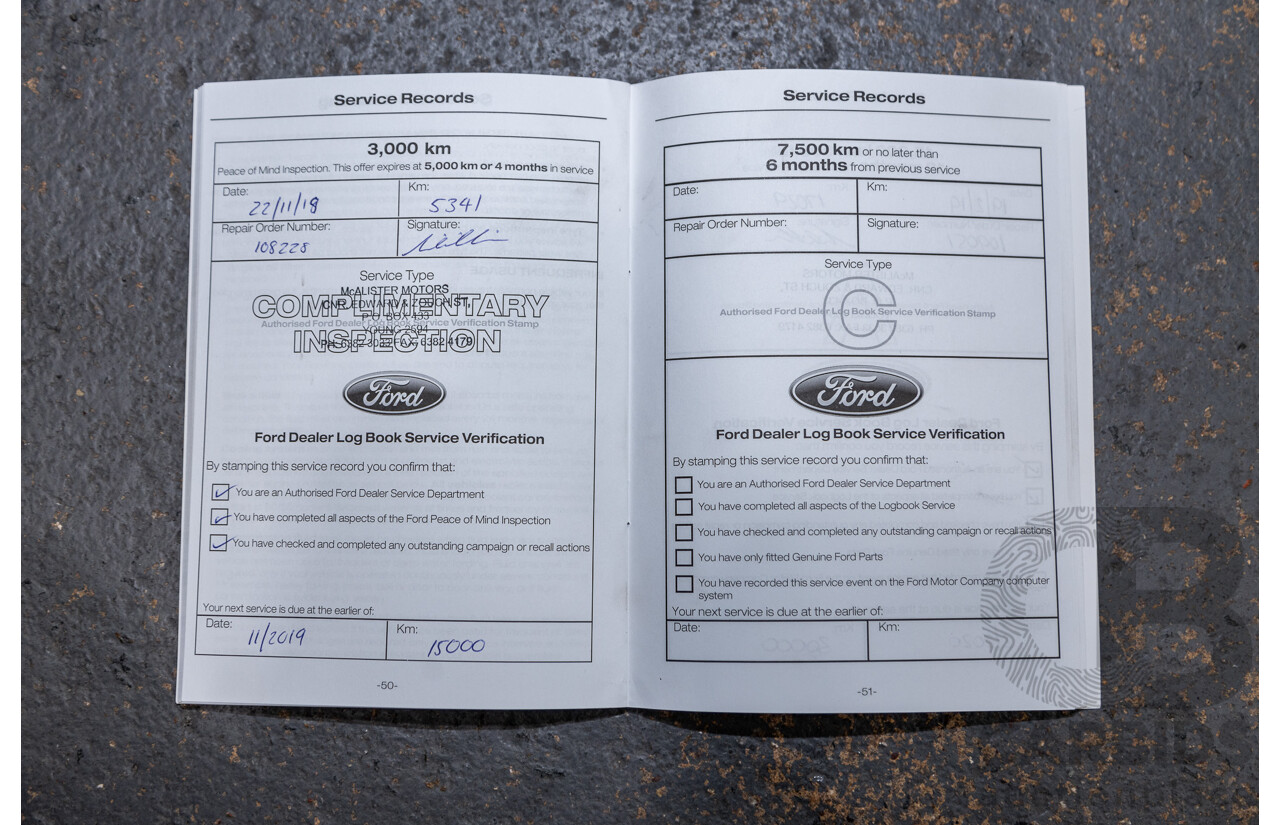 Service Records
3,000 km
Peace of Mind Inspection. This offer expires at 5,000 km or 4 months in service
Date:
22/11/18
Km:
5341
Repair Order Number:
108228
Signature:
Service Type
McALISTER MOTORS
COMPLIMENTARY
CNR. EDWARD & ZOUCH ST,
P.O. BOX 433
Authorised Ford Dealer Log Book Service Verification Stamp
YOUNG 2594
INSPECTION
FAX: 6382 4179
Ford
Ford Dealer Log Book Service Verification
By stamping this service record you confirm that:
You are an Authorised Ford Dealer Service Department
You have completed all aspects of the Ford Peace of Mind Inspection
You have checked and completed any outstanding campaign or recall actions
Your next service is due at the earlier of:
Date:
11/2019
Km:
15000
-50-
Service Records
7,500 km or no later than
6 months from previous service
Date:
Km:
Repair Order Number:
Signature:
Service Type
C
Authorised Ford Dealer Log Book Service Verification Stamp
Ford
Ford Dealer Log Book Service Verification
By stamping this service record you confirm that:
You are an Authorised Ford Dealer Service Department
You have completed all aspects of the Logbook Service
You have checked and completed any outstanding campaign or recall actions
You have only fitted Genuine Ford Parts
You have recorded this service event on the Ford Motor Company computer
system
Your next service is due at the earlier of:
Date:
Km:
-51-